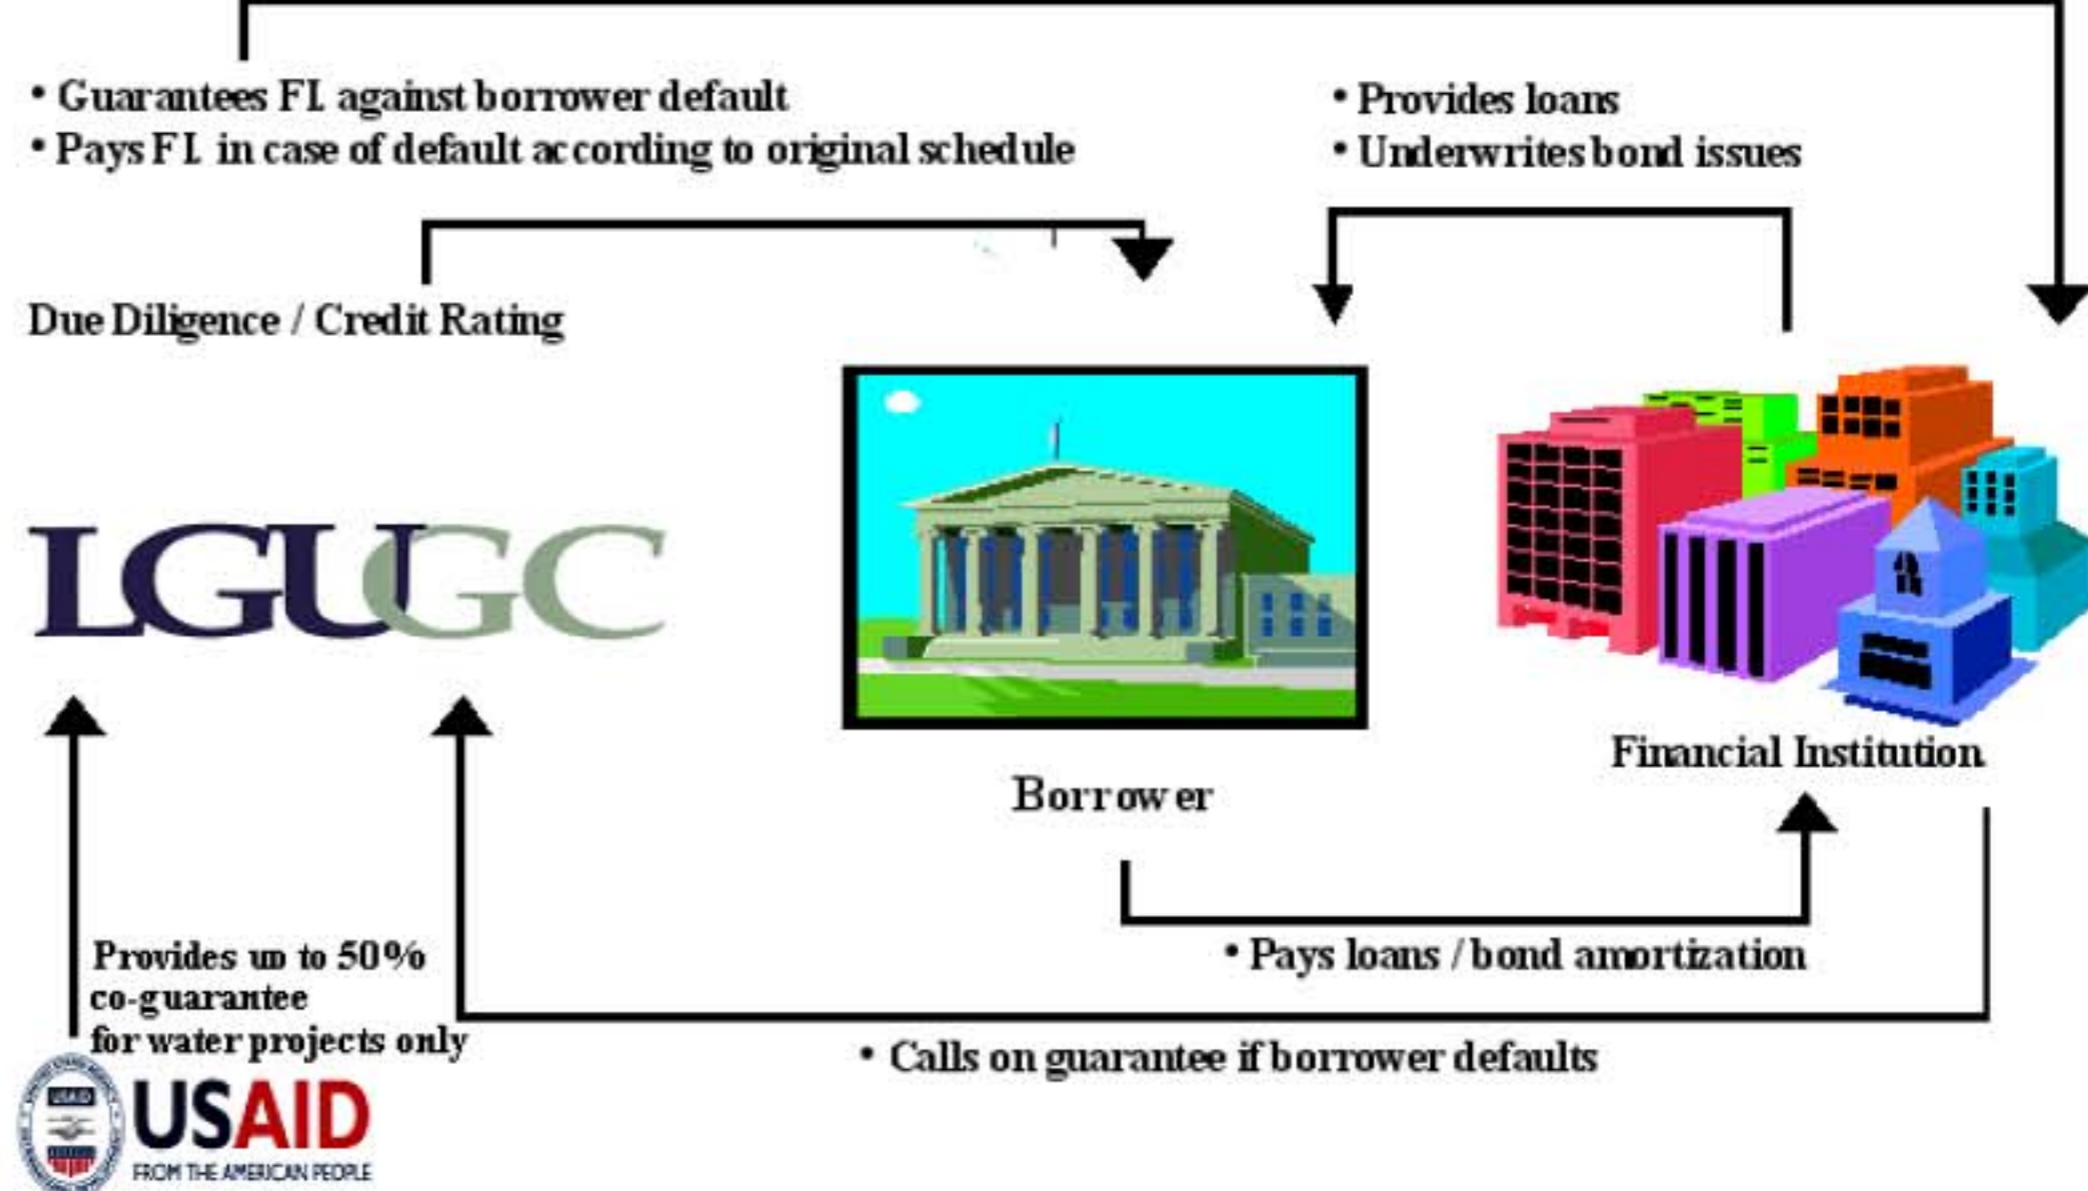 • Guarantees F.I. against borrower default
• Pays F.I. in case of default according to original schedule
• Provides loans
• Underwrites bond issues
Due Diligence / Credit Rating
LGUGC
Borrower
Financial Institution
Provides up to 50%
co-guarantee
for water projects only
• Pays loans / bond amortization
• Calls on guarantee if borrower defaults
USAID
USAID
FROM THE AMERICAN PEOPLE